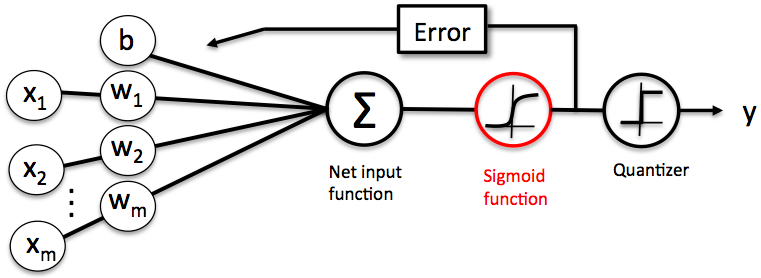 b
Error
x1
w1
Σ
y
x2
w2
Net input
function
Sigmoid
function
Quantizer
⋮
wm
xm